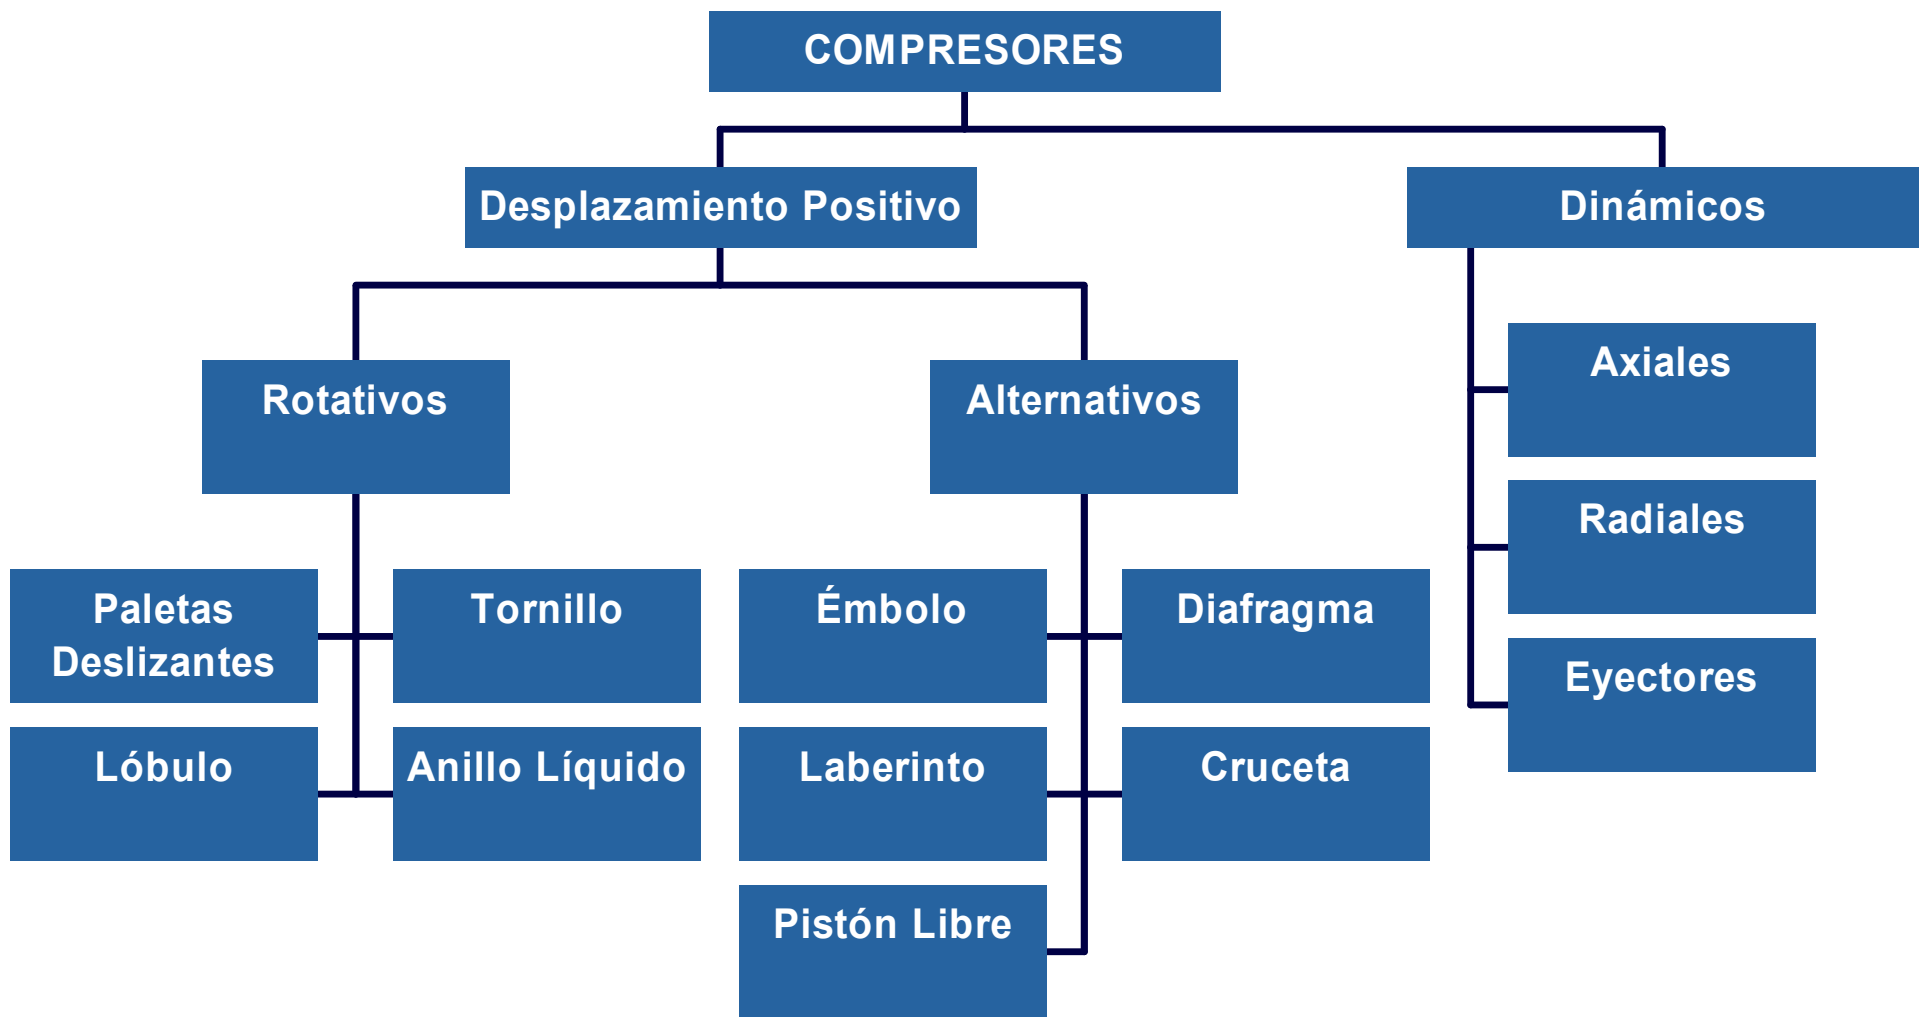 COMPRESORES
Desplazamiento Positivo
Dinámicos
Rotativos
Alternativos
Axiales
Radiales
Eyectores
Paletas
Deslizantes
Tornillo
Émbolo
Diafragma
Lóbulo
Anillo Líquido
Laberinto
Cruceta
Pistón Libre